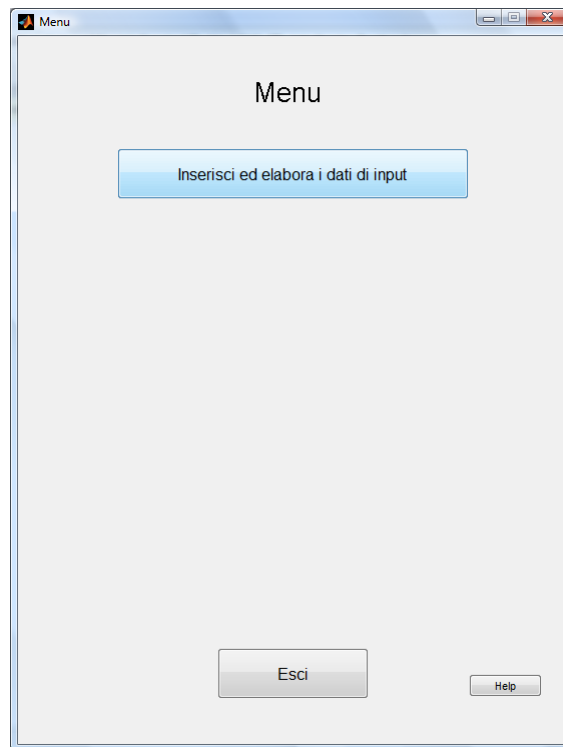 Menu
Menu
Inserisci ed elabora i dati di input
Esci
Help